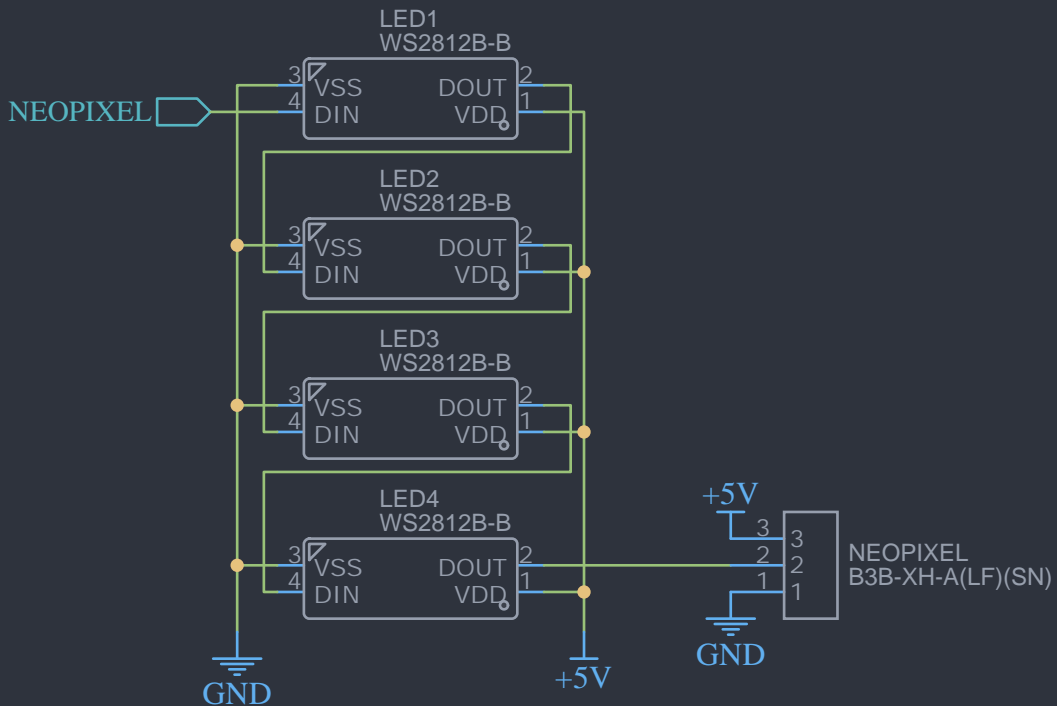 LED1
WS2812B-B
3 VSS DOUT 2
4 DIN VDD 1
NEOPIXEL
LED2
WS2812B-B
3 VSS DOUT 2
4 DIN VDD 1
LED3
WS2812B-B
3 VSS DOUT 2
4 DIN VDD 1
LED4
WS2812B-B
3 VSS DOUT 2
4 DIN VDD 1
GND
+5V
+5V
3 3
2 2
1 1
GND
NEOPIXEL
B3B-XH-A(LF)(SN)